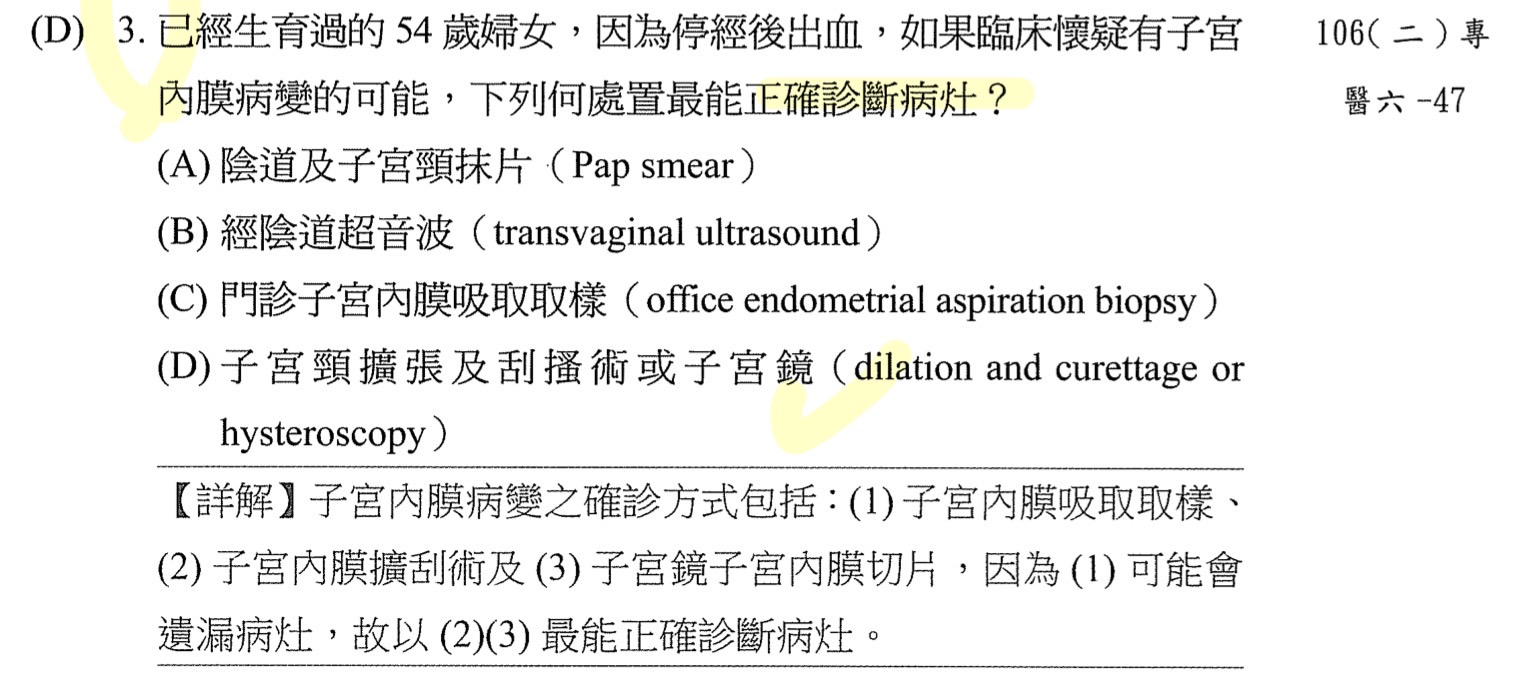 (D) 3. 已經生育過的 54 歲婦女，因為停經後出血，如果臨床懷疑有子宮 106(二)專
內膜病變的可能，下列何處置最能正確診斷病灶？ 醫六-47
(A) 陰道及子宮頸抹片（Pap smear）
(B) 經陰道超音波（transvaginal ultrasound）
(C) 門診子宮內膜吸取取樣（office endometrial aspiration biopsy）
(D) 子宮頸擴張及刮搔術或子宮鏡（dilation and curettage or
hysteroscopy）
【詳解】子宮內膜病變之確診方式包括：(1) 子宮內膜吸取取樣、
(2) 子宮內膜擴刮術及 (3) 子宮鏡子宮內膜切片，因為 (1) 可能會
遺漏病灶，故以 (2)(3) 最能正確診斷病灶。